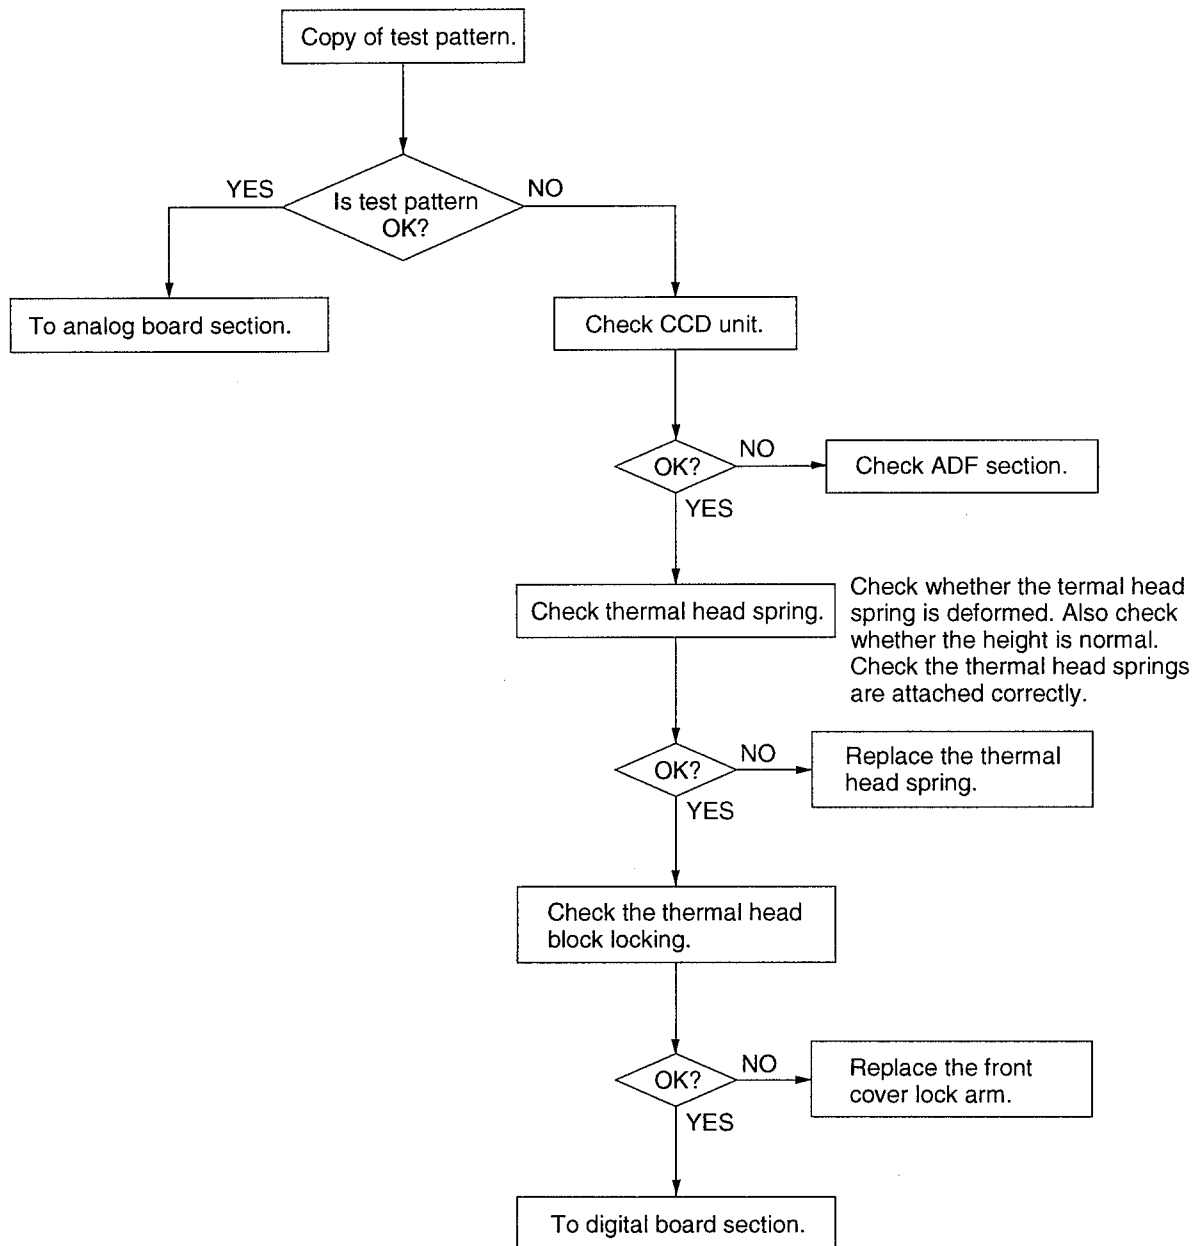 Copy of test pattern.
YES
NO
Is test pattern
OK?
To analog board section.
Check CCD unit.
OK?
NO
Check ADF section.
YES
Check thermal head spring.
Check whether the termal head
spring is deformed. Also check
whether the height is normal.
Check the thermal head springs
are attached correctly.
OK?
NO
Replace the thermal
head spring.
YES
Check the thermal head
block locking.
OK?
NO
Replace the front
cover lock arm.
YES
To digital board section.